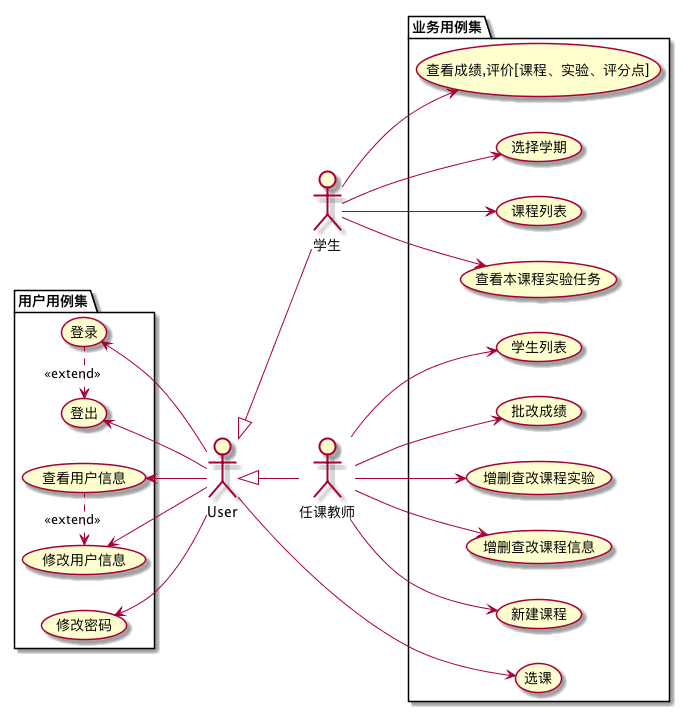 业务用例集
查看成绩,评价[课程、实验、评分点]
选择学期
课程列表
学生
查看本课程实验任务
用户用例集
登录
«extend»
登出
学生列表
批改成绩
查看用户信息
增删查改课程实验
User
任课教师
«extend»
增删查改课程信息
修改用户信息
新建课程
修改密码
选课